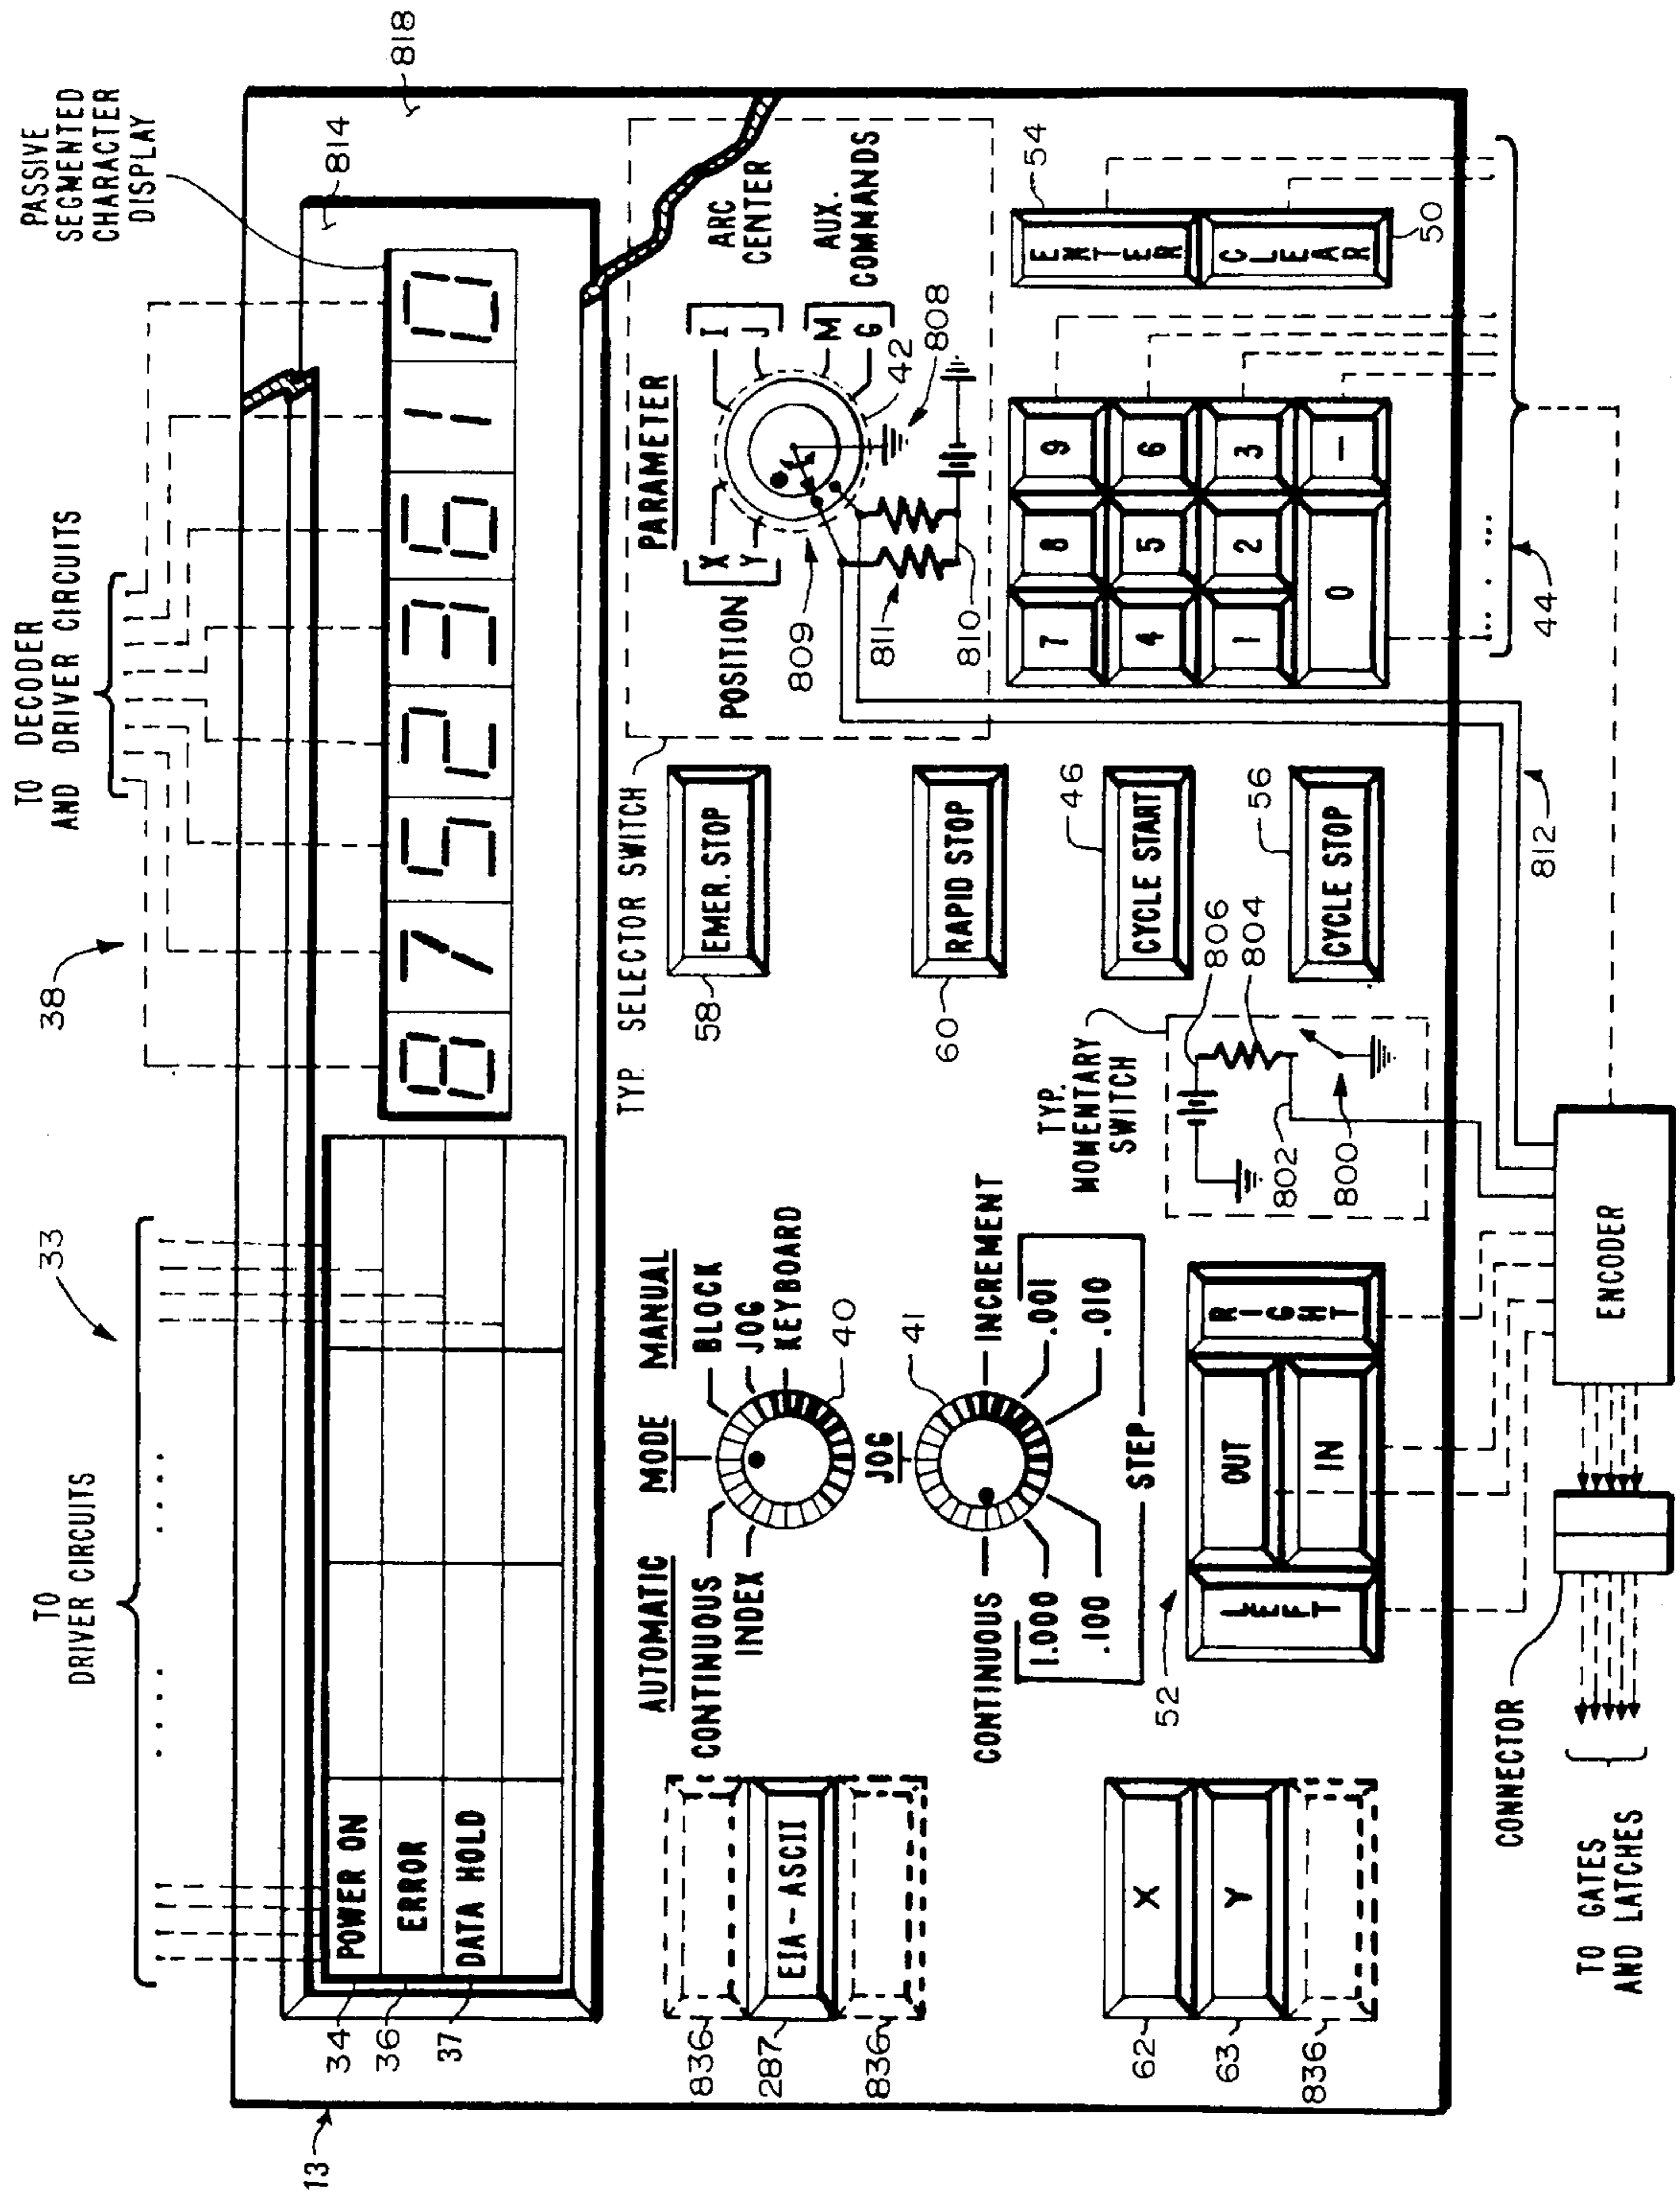 33
38
TO
DRIVER CIRCUITS
TO DECODER
AND DRIVER CIRCUITS
PASSIVE
SEGMENTED
CHARACTER
DISPLAY
814
818
13
34
36
37
POWER ON
ERROR
DATA HOLD
8 7 5 2 3 6 1 0
TYP. SELECTOR SWITCH
836
287
836
EIA-ASCII
AUTOMATIC
MODE
MANUAL
CONTINUOUS
INDEX
BLOCK
JOG
KEYBOARD
40
58
EMER. STOP
PARAMETER
POSITION
X
Y
I
J
ARC
CENTER
M
G
AUX.
COMMANDS
42
808
809
811
810
JOG
41
CONTINUOUS
INCREMENT
1.000
.100
.001
.010
STEP
60
RAPID STOP
46
CYCLE START
56
CYCLE STOP
TYP.
MOMENTARY
SWITCH
806
804
802
800
62
63
836
X
Y
52
LEFT
OUT
IN
RIGHT
7 8 9
4 5 6
1 2 3
0 –
ENTER
CLEAR
54
50
44
812
CONNECTOR
ENCODER
TO GATES
AND LATCHES